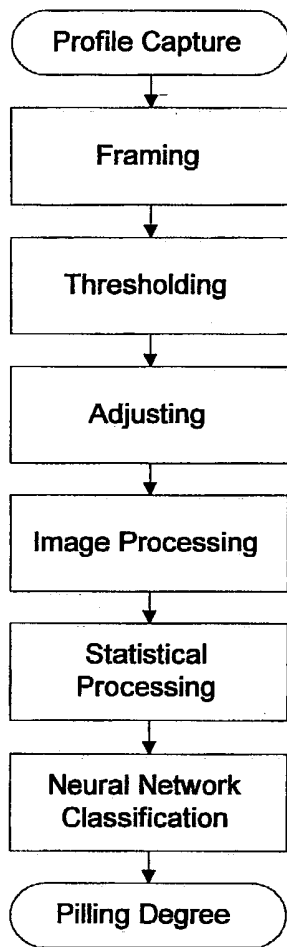 Profile Capture
Framing
Thresholding
Adjusting
Image Processing
Statistical
Processing
Neural Network
Classification
Pilling Degree